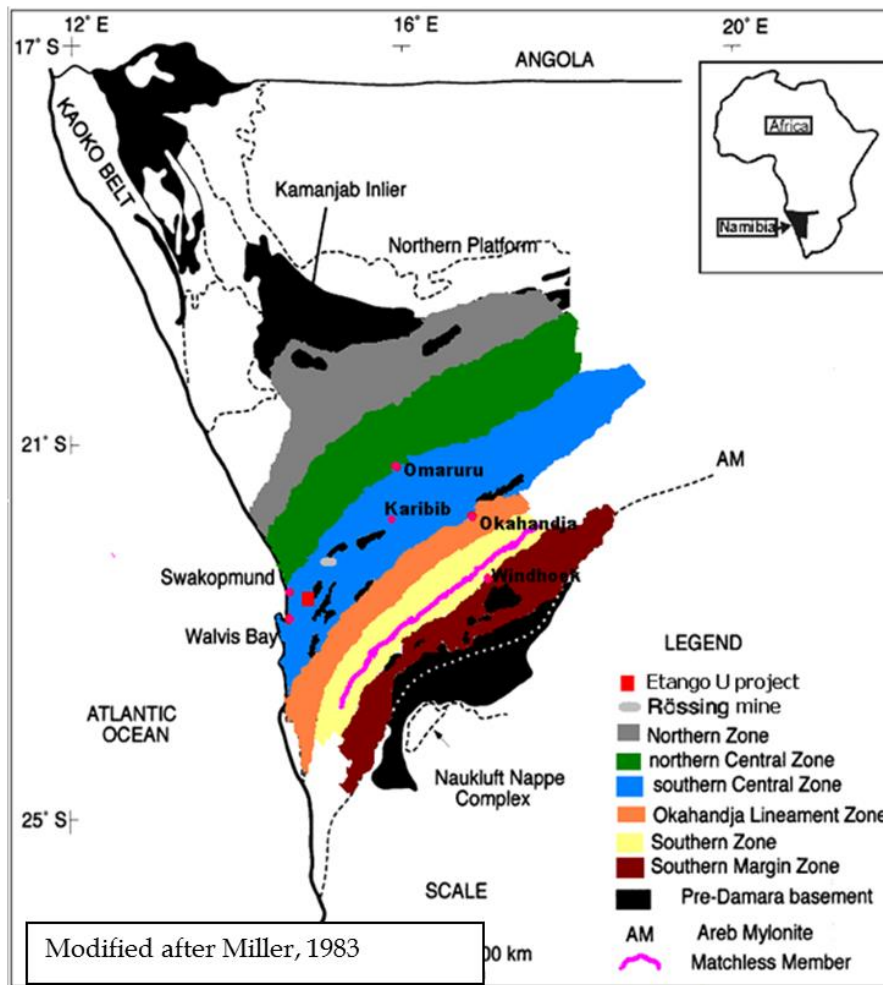 12° E
16° E
20° E
17° S
ANGOLA
KAOKO BELT
Africa
Namibia
Kamanjab Inlier
Northern Platform
21° S
AM
Omaruru
Karibib
Okahandja
Swakopmund
Windhoek
Walvis Bay
ATLANTIC
OCEAN
Naukluft Nappe
Complex
25° S
SCALE
00 km
Modified after Miller, 1983
LEGEND
Etango U project
Rössing mine
Northern Zone
northern Central Zone
southern Central Zone
Okahandja Lineament Zone
Southern Zone
Southern Margin Zone
Pre-Damara basement
AM Areb Mylonite
Matchless Member